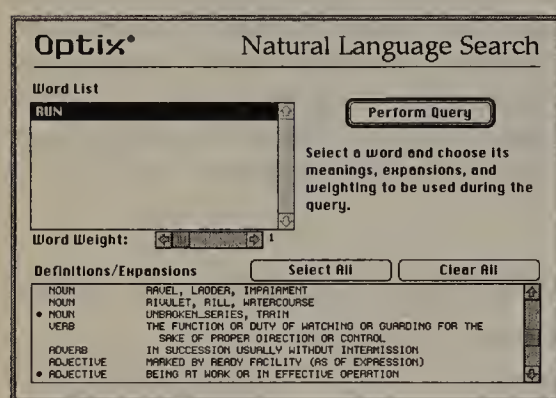 Optix•
Natural Language Search
Word List
RUN
Perform Query
Select a word and choose its
meanings, expansions, and
weighting to be used during the
query.
Word Weight:
1
Definitions/Expansions
Select All
Clear All
NOUN RAVEL, LADDER, IMPAIRMENT
NOUN RIVULET, RILL, WATERCOURSE
• NOUN UNBROKEN_SERIES, TRAIN
VERB THE FUNCTION OR DUTY OF WATCHING OR GUARDING FOR THE
SAKE OF PROPER DIRECTION OR CONTROL
ADVERB IN SUCCESSION USUALLY WITHOUT INTERMISSION
ADJECTIVE MARKED BY READY FACILITY (AS OF EXPRESSION)
• ADJECTIVE BEING AT WORK OR IN EFFECTIVE OPERATION